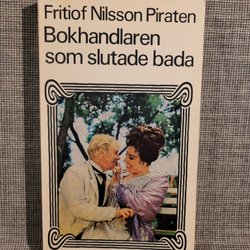 Fritiof Nilsson Piraten
Bokhandlaren
som slutade bada